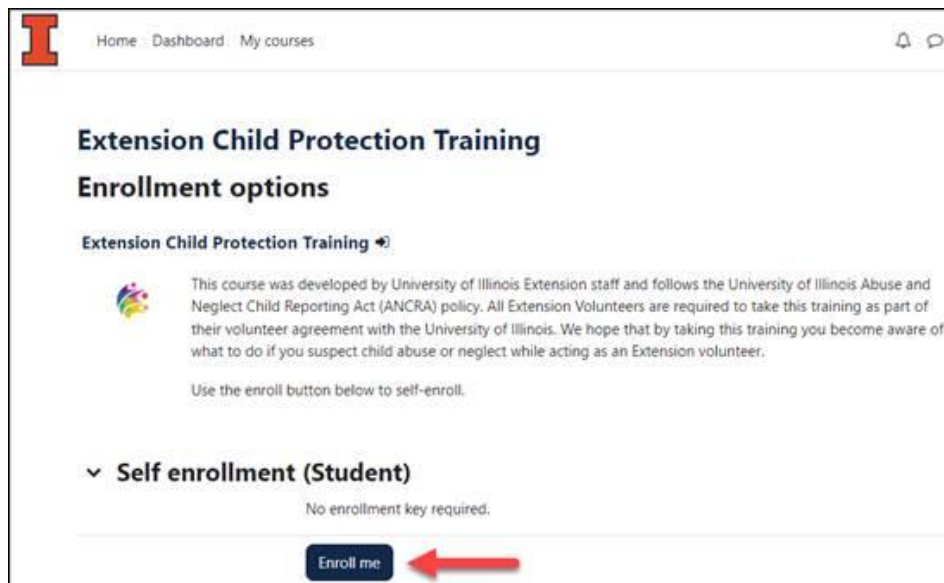 Home Dashboard My courses
Extension Child Protection Training
Enrollment options
Extension Child Protection Training
This course was developed by University of Illinois Extension staff and follows the University of Illinois Abuse and
Neglect Child Reporting Act (ANCRA) policy. All Extension Volunteers are required to take this training as part of
their volunteer agreement with the University of Illinois. We hope that by taking this training you become aware of
what to do if you suspect child abuse or neglect while acting as an Extension volunteer.
Use the enroll button below to self-enroll.
Self enrollment (Student)
No enrollment key required.
Enroll me